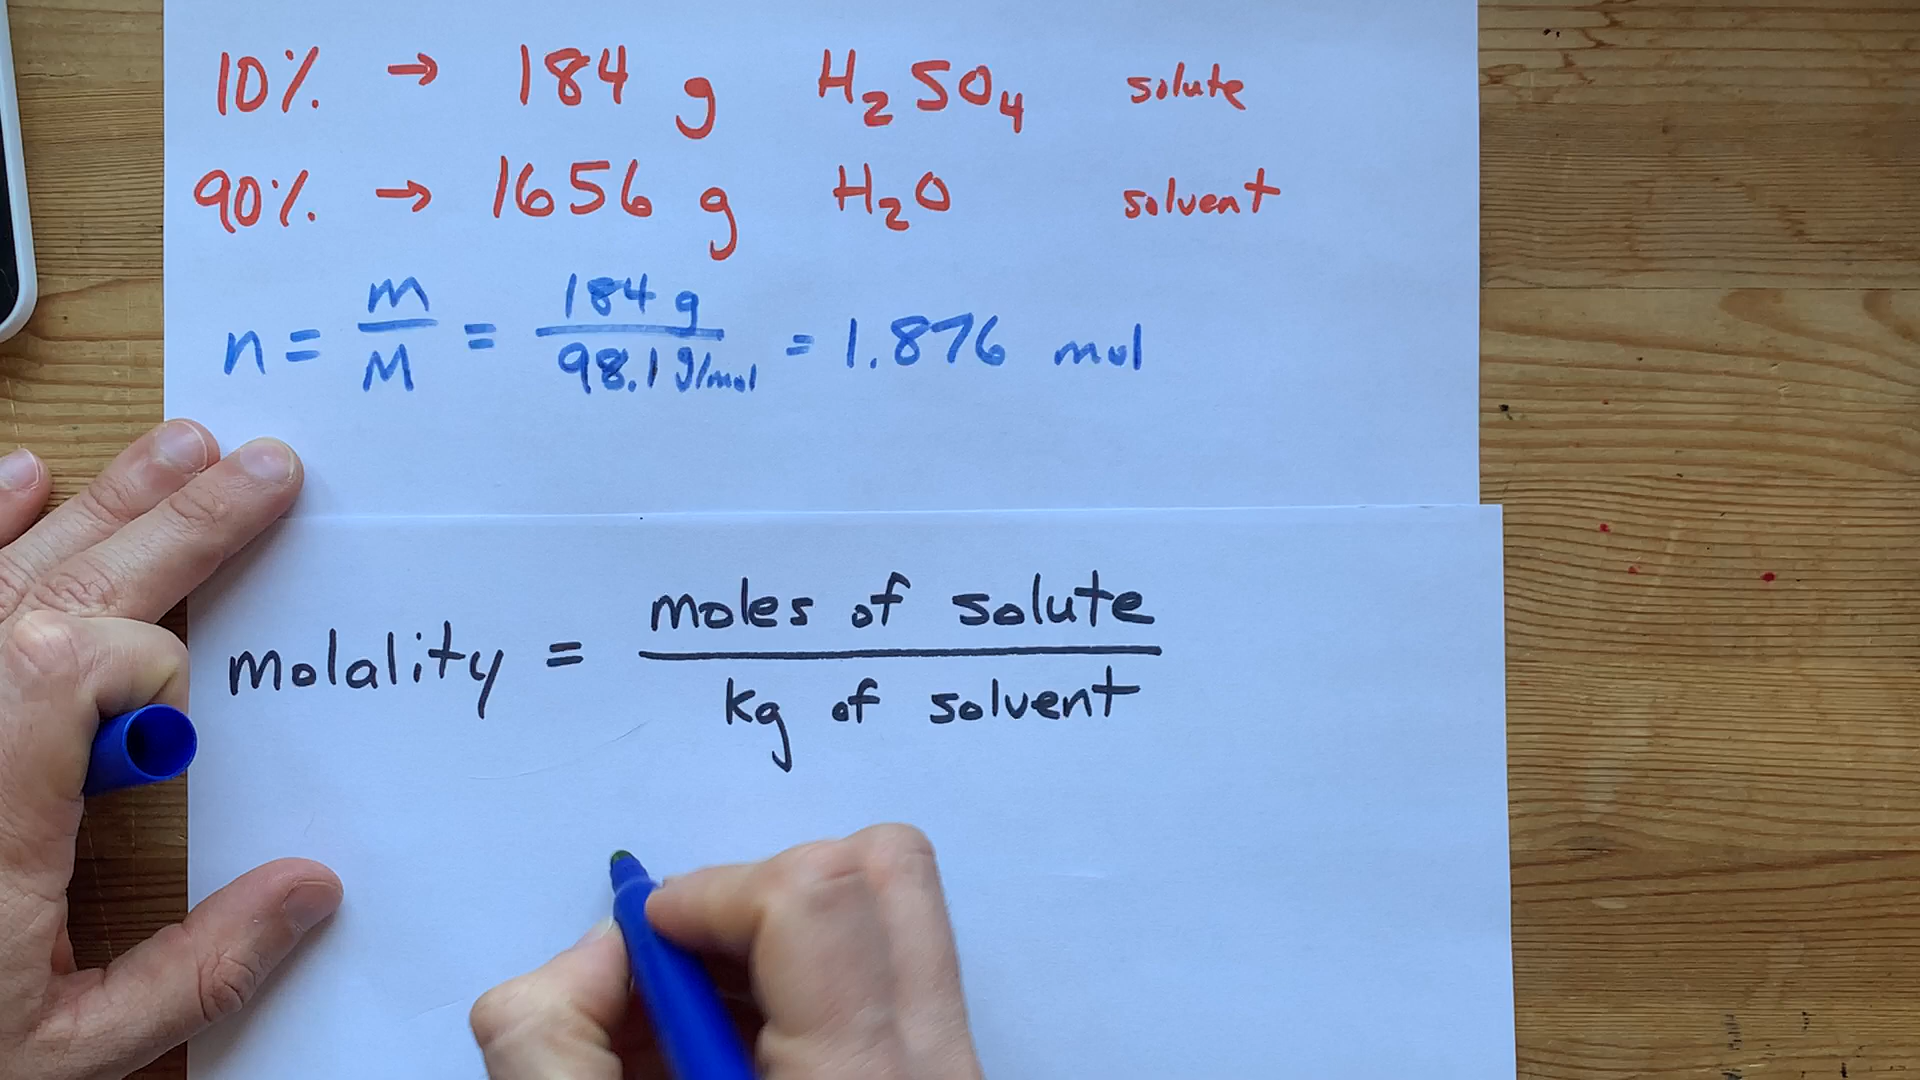 10% → 184 g H₂SO₄ solute
90% → 1656 g H₂O solvent
n = m/M = 184 g / 98.1 g/mol = 1.876 mol
molality = moles of solute / kg of solvent